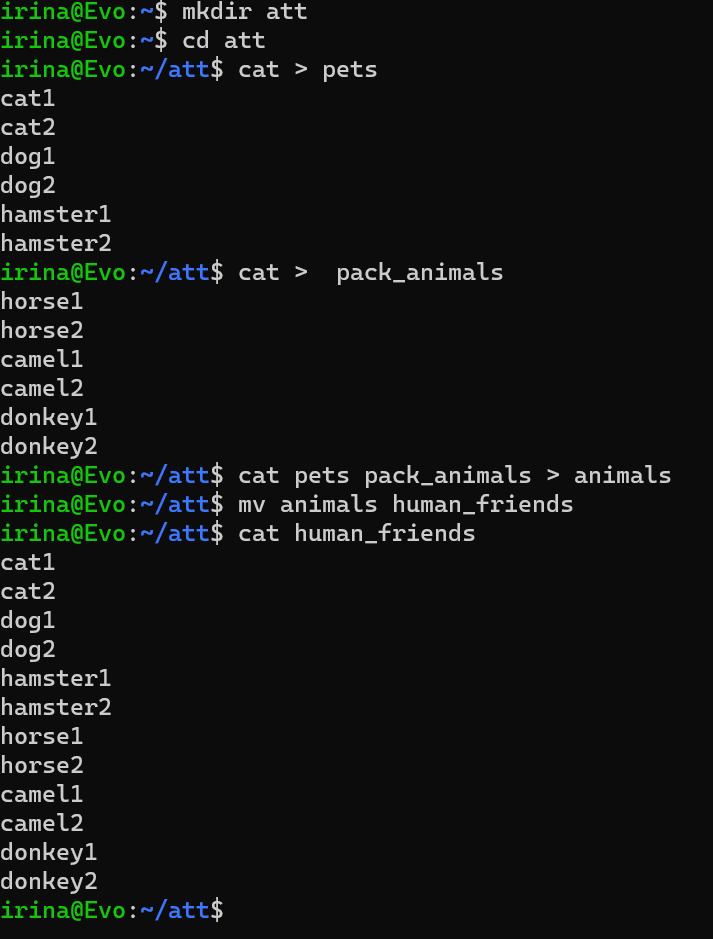 irina@Evo:~$ mkdir att
irina@Evo:~$ cd att
irina@Evo:~/att$ cat > pets
cat1
cat2
dog1
dog2
hamster1
hamster2
irina@Evo:~/att$ cat >  pack_animals
horse1
horse2
camel1
camel2
donkey1
donkey2
irina@Evo:~/att$ cat pets pack_animals > animals
irina@Evo:~/att$ mv animals human_friends
irina@Evo:~/att$ cat human_friends
cat1
cat2
dog1
dog2
hamster1
hamster2
horse1
horse2
camel1
camel2
donkey1
donkey2
irina@Evo:~/att$